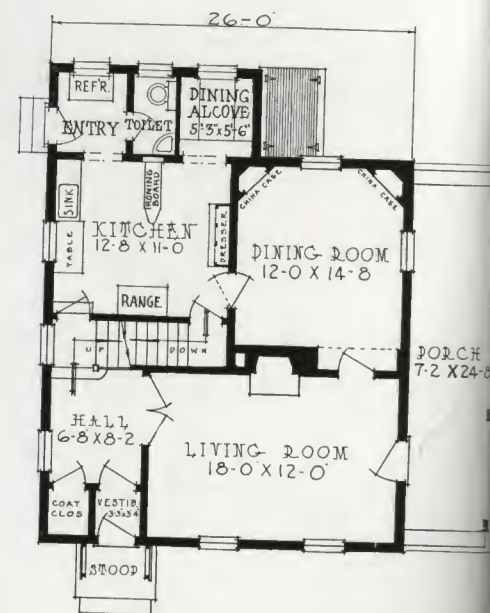 26-0
REFR.
ENTRY
TOILET
DINING
ALCOVE
5'3"X5'-6"
SINK
TABLE
IRONING
BOARD
KITCHEN
12-8 X 11-0
DRESSER
RANGE
CHINA CASE
CHINA CASE
DINING ROOM
12-0 X 14-8
UP
DOWN
PORCH
7-2 X 24-8
HALL
6-8 X 8-2
LIVING ROOM
18-0 X 12-0
COAT
CLOS
VESTIB.
STOOP